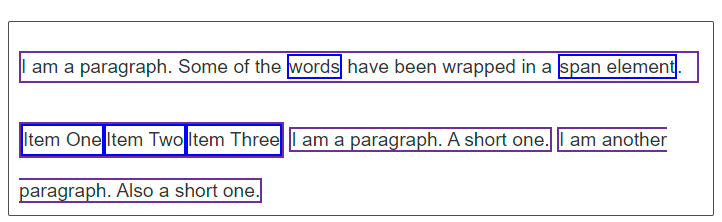 I am a paragraph. Some of the words have been wrapped in a span element.
Item One Item Two Item Three I am a paragraph. A short one. I am another
paragraph. Also a short one.